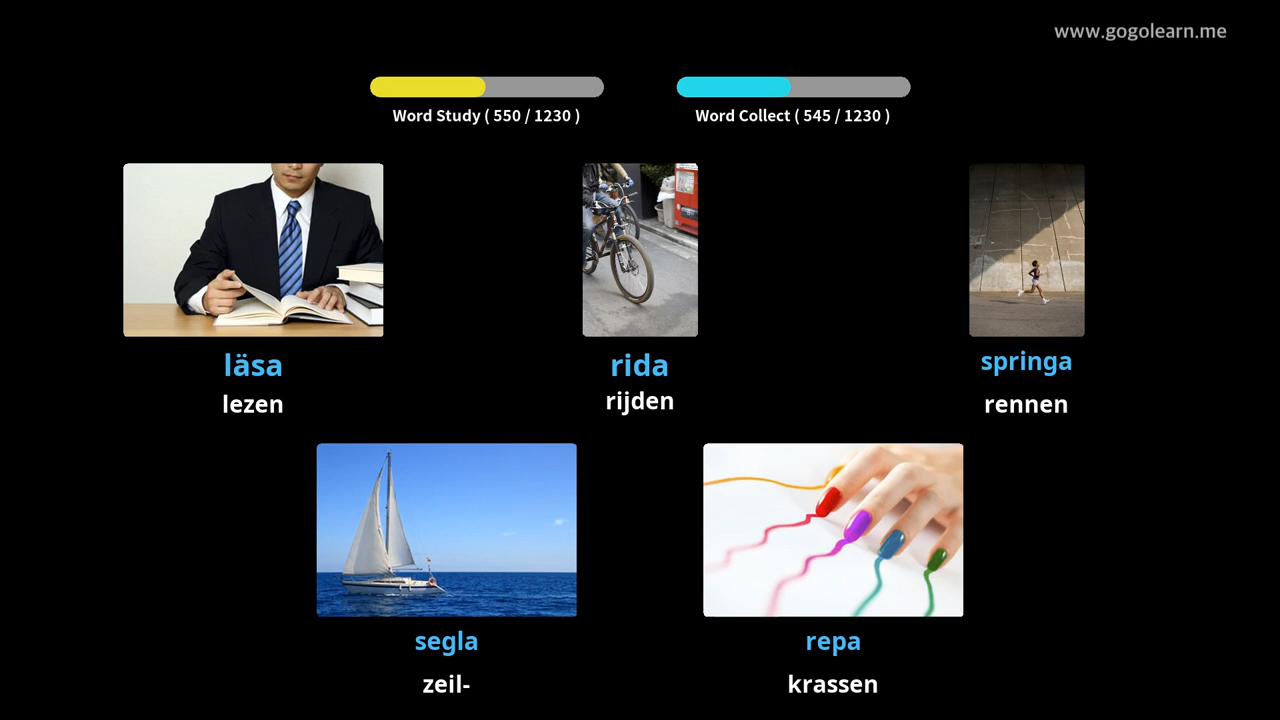 www.gogolearn.me
Word Study ( 550 / 1230 )
Word Collect ( 545 / 1230 )
läsa
rida
springa
lezen
rijden
rennen
segla
repa
zeil-
krassen